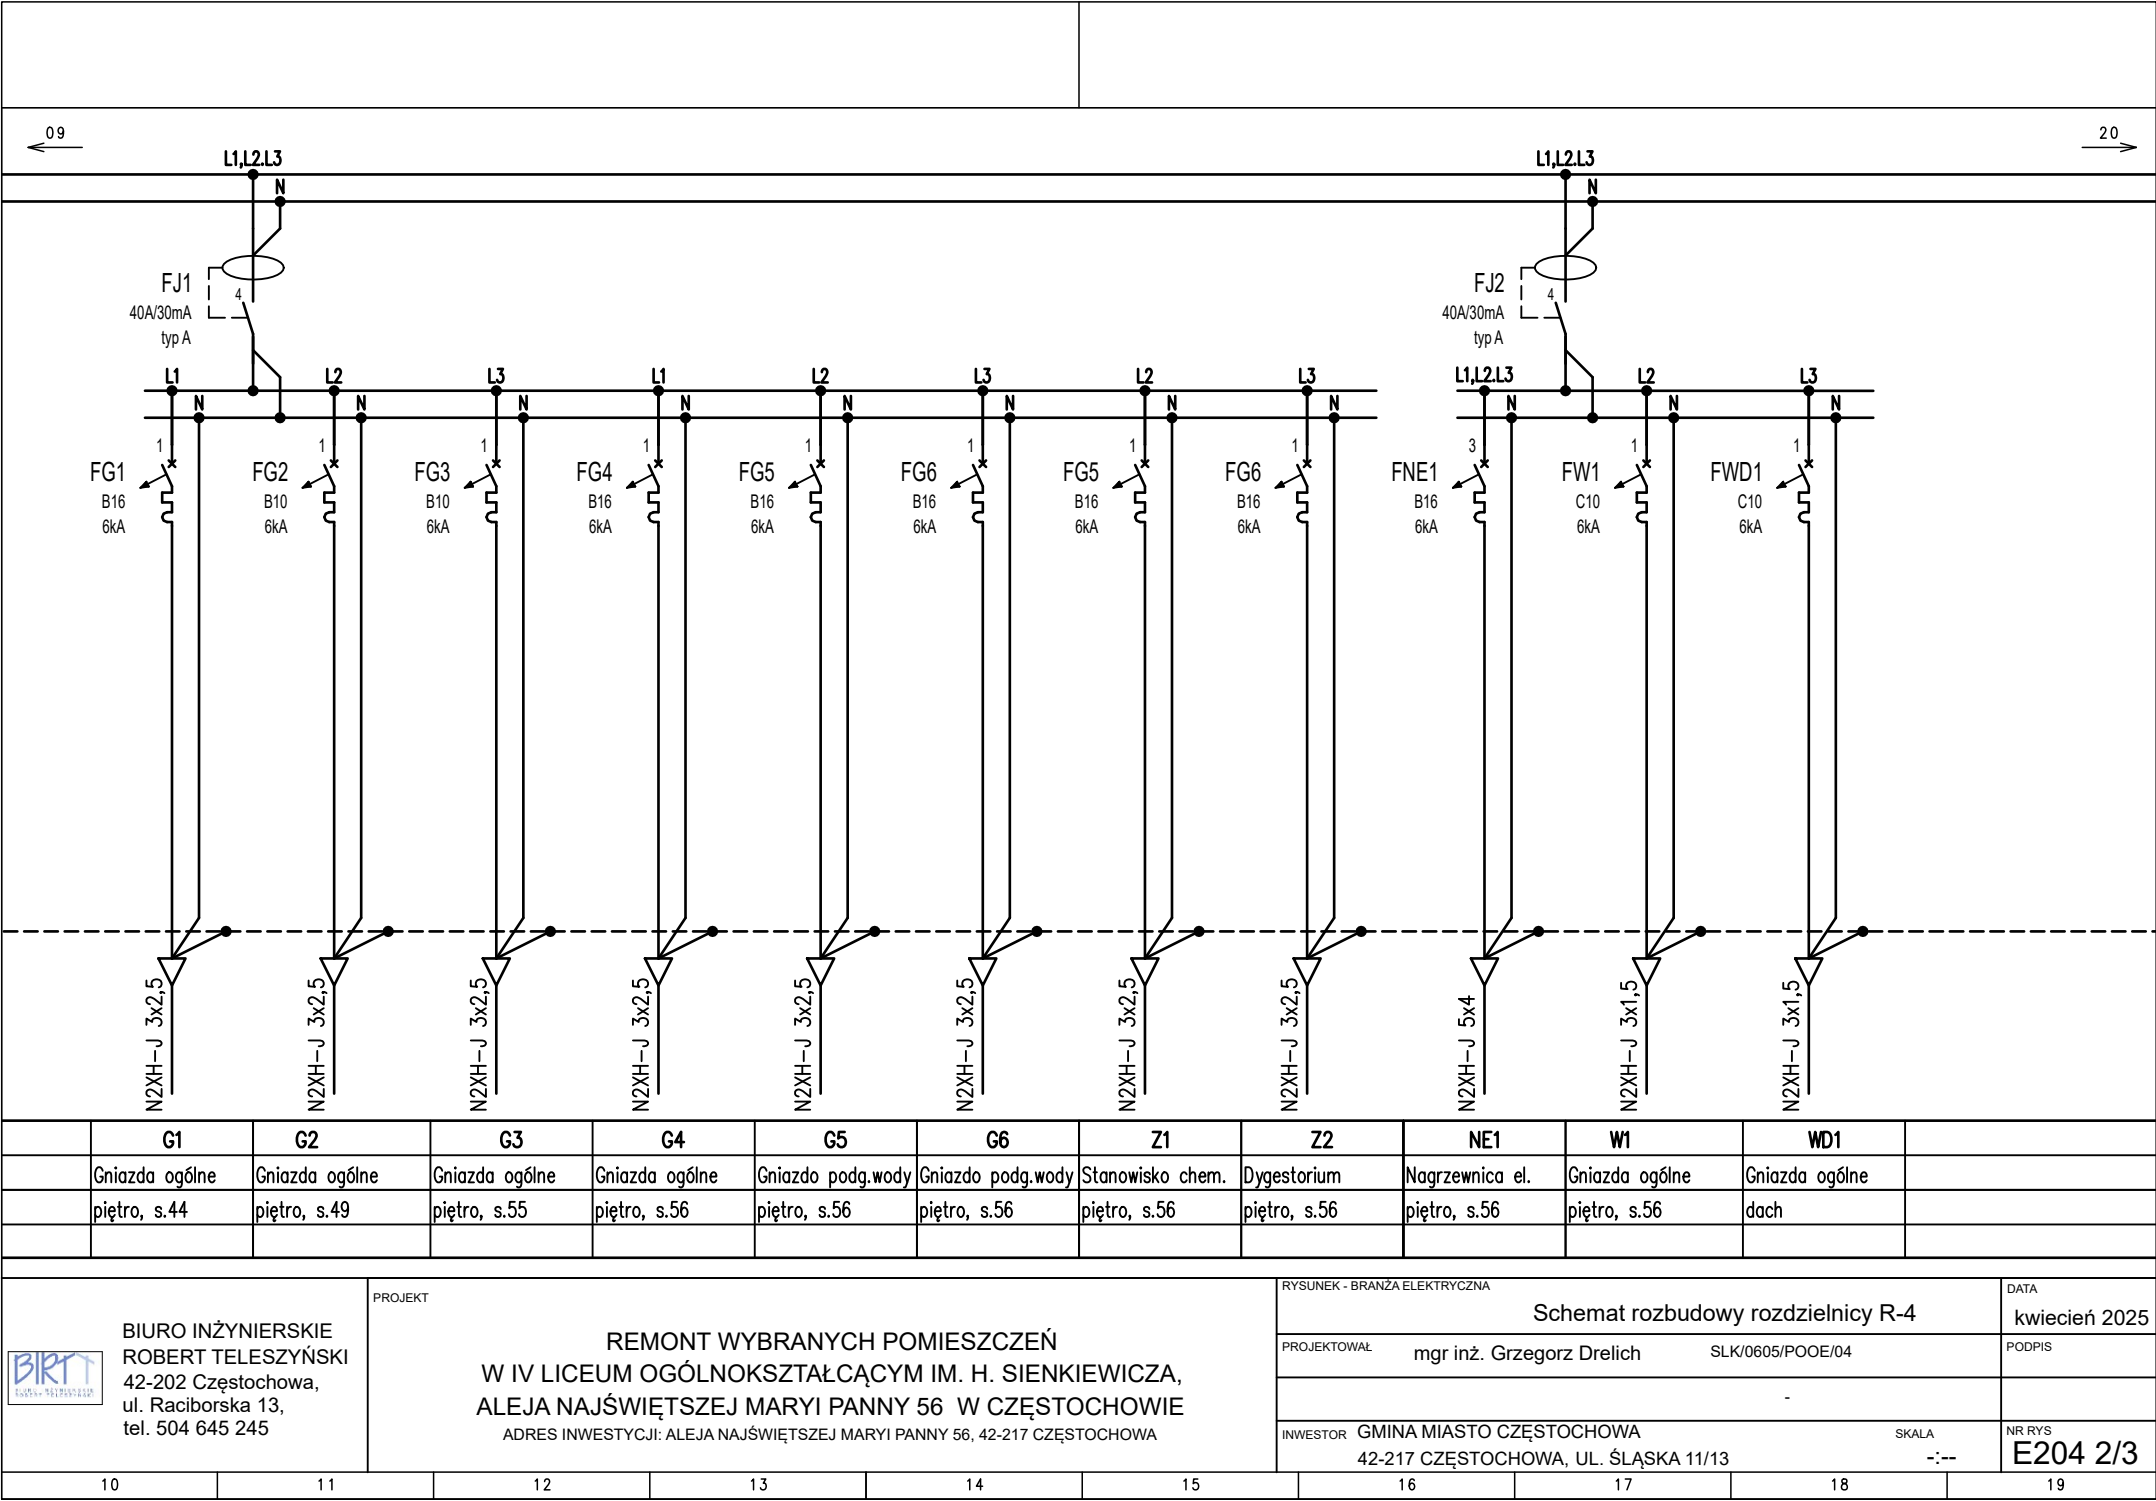 09
20
L1,L2.L3
L1,L2.L3
N
N
FJ1
40A/30mA
typ A
4
FJ2
40A/30mA
typ A
4
L1 L2 L3 L1 L2 L3 L2 L3 L1,L2.L3 L2 L3
N N N N N N N N N N N
1 1 1 1 1 1 1 1 3 1 1
FG1 FG2 FG3 FG4 FG5 FG6 FG5 FG6 FNE1 FW1 FWD1
B16 B10 B10 B16 B16 B16 B16 B16 B16 C10 C10
6kA 6kA 6kA 6kA 6kA 6kA 6kA 6kA 6kA 6kA 6kA
N2XH-J 3x2,5
N2XH-J 3x2,5
N2XH-J 3x2,5
N2XH-J 3x2,5
N2XH-J 3x2,5
N2XH-J 3x2,5
N2XH-J 3x2,5
N2XH-J 3x2,5
N2XH-J 5x4
N2XH-J 3x1,5
N2XH-J 3x1,5
G1 G2 G3 G4 G5 G6 Z1 Z2 NE1 W1 WD1
Gniazda ogólne Gniazda ogólne Gniazda ogólne Gniazda ogólne Gniazdo podg.wody Gniazdo podg.wody Stanowisko chem. Dygestorium Nagrzewnica el. Gniazda ogólne Gniazda ogólne
piętro, s.44 piętro, s.49 piętro, s.55 piętro, s.56 piętro, s.56 piętro, s.56 piętro, s.56 piętro, s.56 piętro, s.56 piętro, s.56 dach
BIRT
BIURO INŻYNIERSKIE
ROBERT TELESZYŃSKI
BIURO INŻYNIERSKIE
ROBERT TELESZYŃSKI
42-202 Częstochowa,
ul. Raciborska 13,
tel. 504 645 245
PROJEKT
REMONT WYBRANYCH POMIESZCZEŃ
W IV LICEUM OGÓLNOKSZTAŁCĄCYM IM. H. SIENKIEWICZA,
ALEJA NAJŚWIĘTSZEJ MARYI PANNY 56 W CZĘSTOCHOWIE
ADRES INWESTYCJI: ALEJA NAJŚWIĘTSZEJ MARYI PANNY 56, 42-217 CZĘSTOCHOWA
RYSUNEK - BRANŻA ELEKTRYCZNA
Schemat rozbudowy rozdzielnicy R-4
DATA
kwiecień 2025
PROJEKTOWAŁ mgr inż. Grzegorz Drelich SLK/0605/POOE/04
PODPIS
-
INWESTOR GMINA MIASTO CZĘSTOCHOWA
42-217 CZĘSTOCHOWA, UL. ŚLĄSKA 11/13
SKALA
-:--
NR RYS
E204 2/3
10 11 12 13 14 15 16 17 18 19